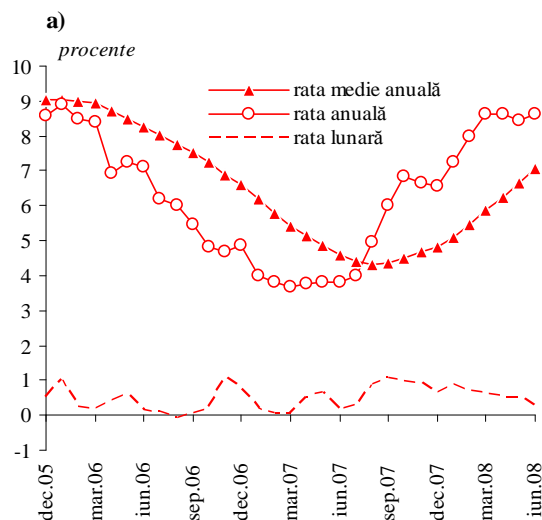 a)
procente
10
9
8
7
6
5
4
3
2
1
0
-1
rata medie anuală
rata anuală
rata lunară
dec.05
mar.06
iun.06
sep.06
dec.06
mar.07
iun.07
sep.07
dec.07
mar.08
iun.08